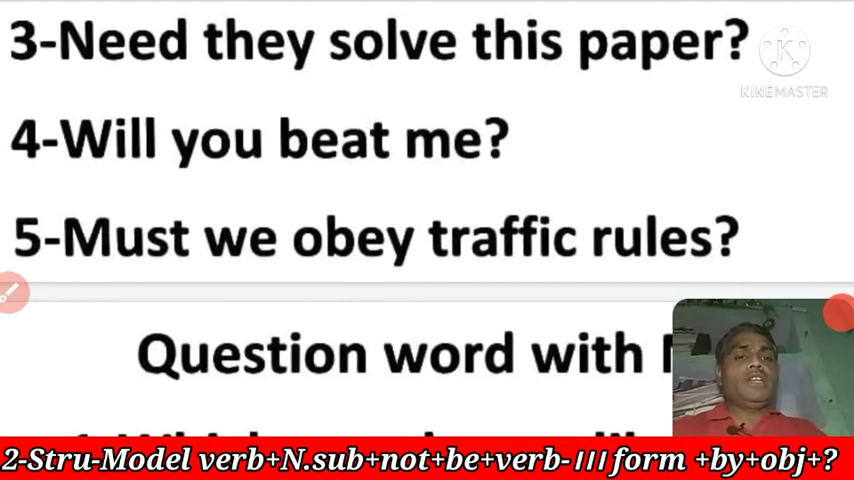 3-Need they solve this paper?
KINEMASTER
4-Will you beat me?
5-Must we obey traffic rules?
Question word with
2-Stru-Model verb+N.sub+not+be+verb-III form +by+obj+?